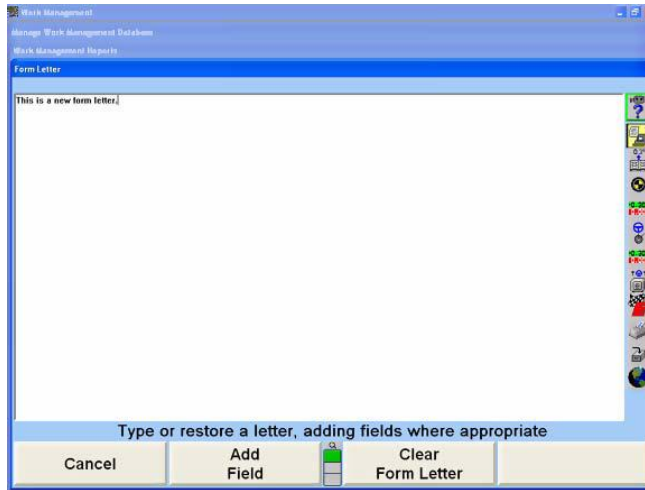 Work Management
Manage Work Management Database
Work Management Reports
Form Letter
This is a new form letter.
Type or restore a letter, adding fields where appropriate
Cancel
Add
Field
Clear
Form Letter